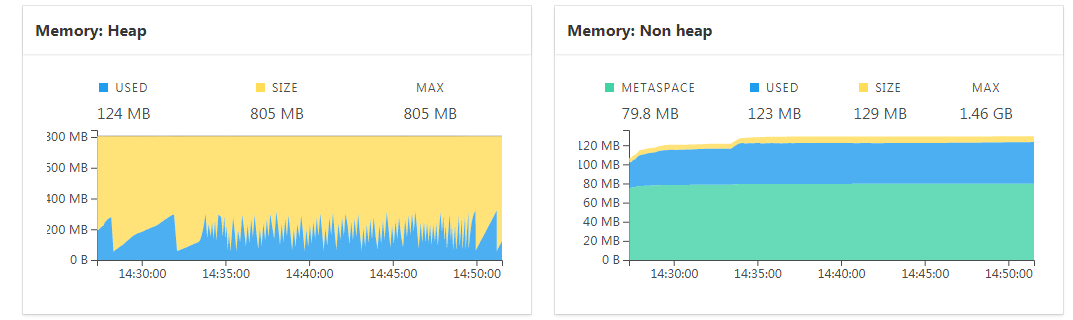 Memory: Heap
USED SIZE MAX
124 MB 805 MB 805 MB
800 MB
600 MB
400 MB
200 MB
0 B
14:30:00 14:35:00 14:40:00 14:45:00 14:50:00
Memory: Non heap
METASPACE USED SIZE MAX
79.8 MB 123 MB 129 MB 1.46 GB
120 MB
100 MB
80 MB
60 MB
40 MB
20 MB
0 B
14:30:00 14:35:00 14:40:00 14:45:00 14:50:00